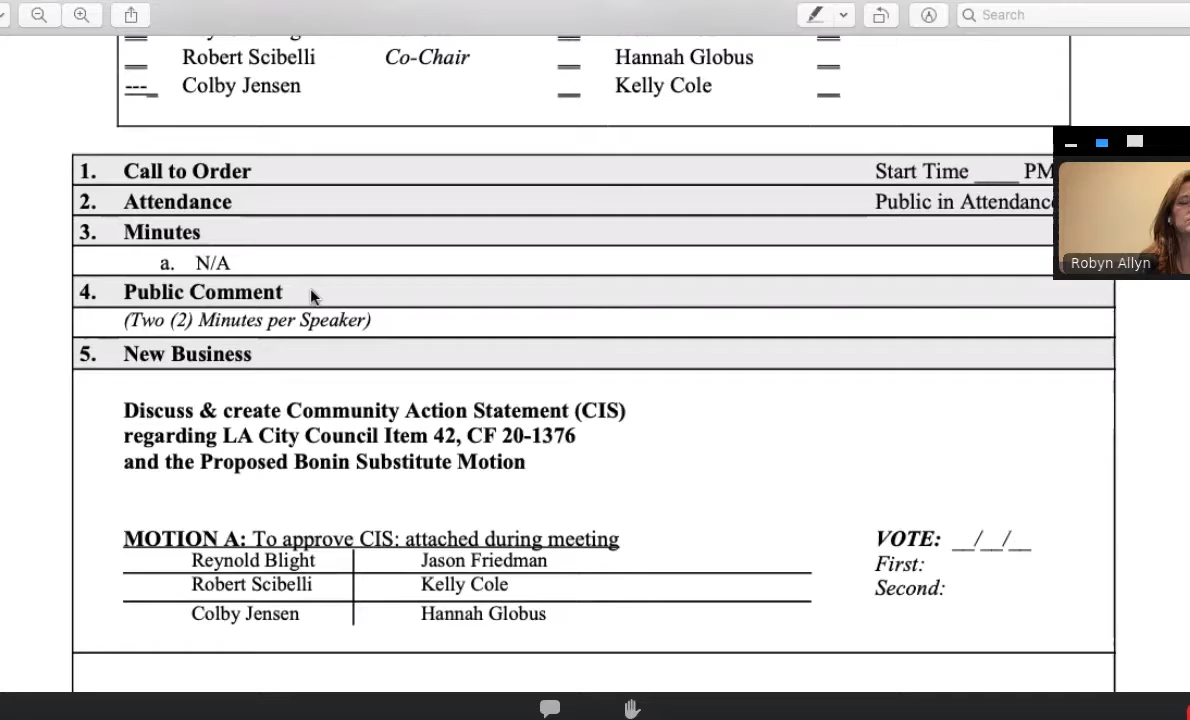 Search
Robert Scibelli Co-Chair __ Hannah Globus __
--- Colby Jensen __ Kelly Cole __
1. Call to Order Start Time ____ PM
2. Attendance Public in Attendance
3. Minutes
a. N/A
4. Public Comment
(Two (2) Minutes per Speaker)
5. New Business
Robyn Allyn
Discuss & create Community Action Statement (CIS)
regarding LA City Council Item 42, CF 20-1376
and the Proposed Bonin Substitute Motion
MOTION A: To approve CIS: attached during meeting VOTE: __/__/__
Reynold Blight Jason Friedman First:
Robert Scibelli Kelly Cole Second:
Colby Jensen Hannah Globus